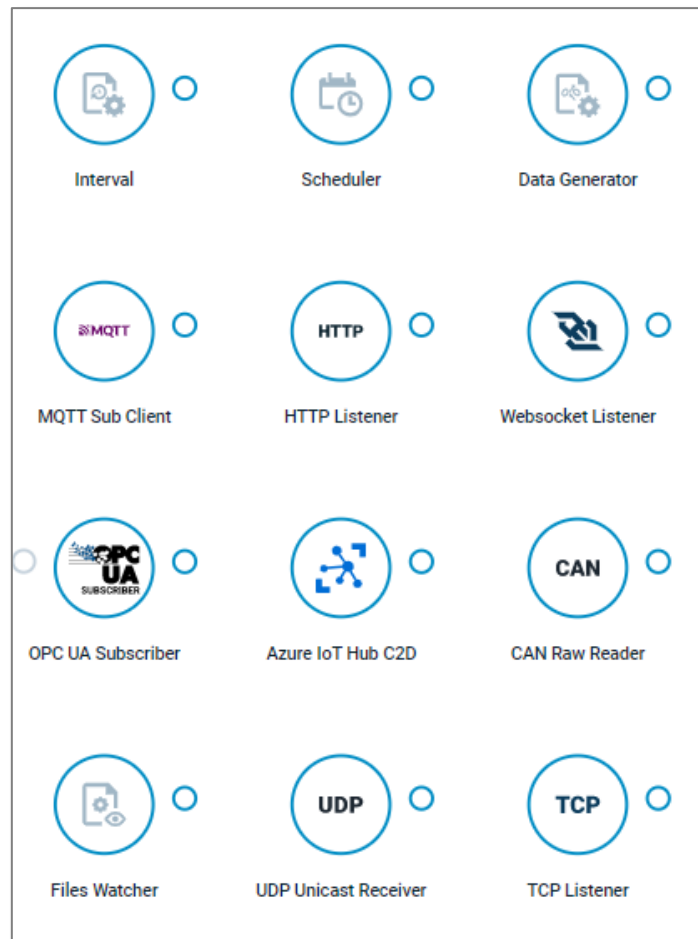 Interval
Scheduler
Data Generator
MQTT
HTTP
MQTT Sub Client
HTTP Listener
Websocket Listener
OPC
UA
SUBSCRIBER
CAN
OPC UA Subscriber
Azure IoT Hub C2D
CAN Raw Reader
UDP
TCP
Files Watcher
UDP Unicast Receiver
TCP Listener